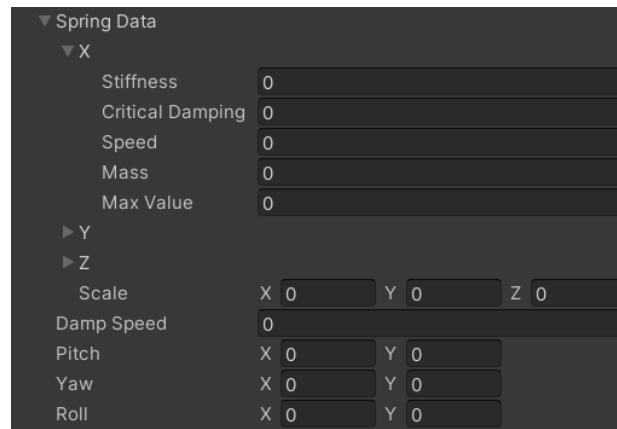 Spring Data
X
Stiffness 0
Critical Damping 0
Speed 0
Mass 0
Max Value 0
Y
Z
Scale X 0 Y 0 Z 0
Damp Speed 0
Pitch X 0 Y 0
Yaw X 0 Y 0
Roll X 0 Y 0